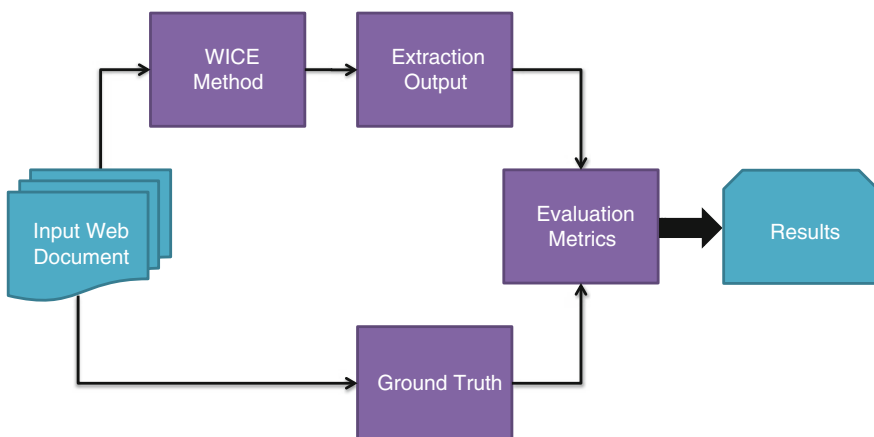 WICE
Method
Extraction
Output
Input Web
Document
Evaluation
Metrics
Results
Ground Truth